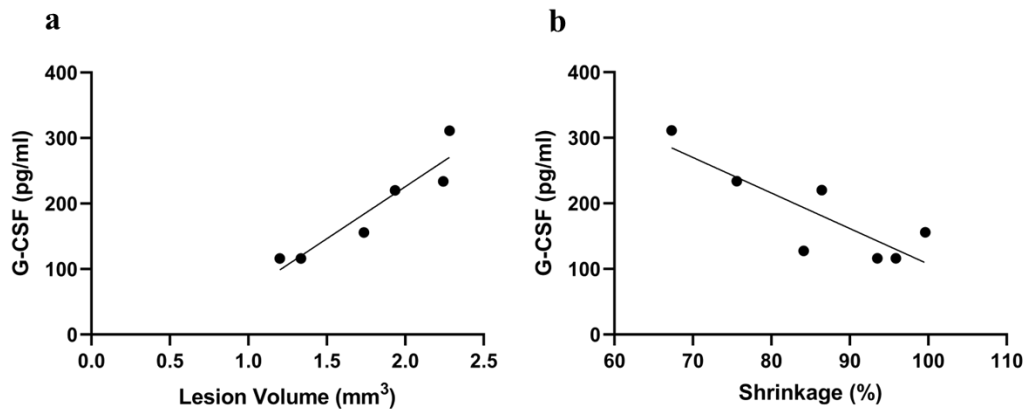 a
G-CSF (pg/ml)
400
300
200
100
0
0.0 0.5 1.0 1.5 2.0 2.5
Lesion Volume (mm³)
b
G-CSF (pg/ml)
400
300
200
100
0
60 70 80 90 100 110
Shrinkage (%)